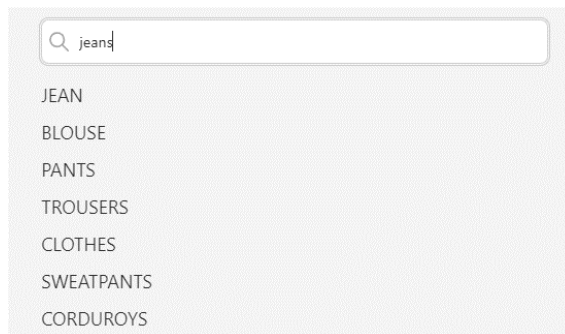 jeans
JEAN
BLOUSE
PANTS
TROUSERS
CLOTHES
SWEATPANTS
CORDUROYS